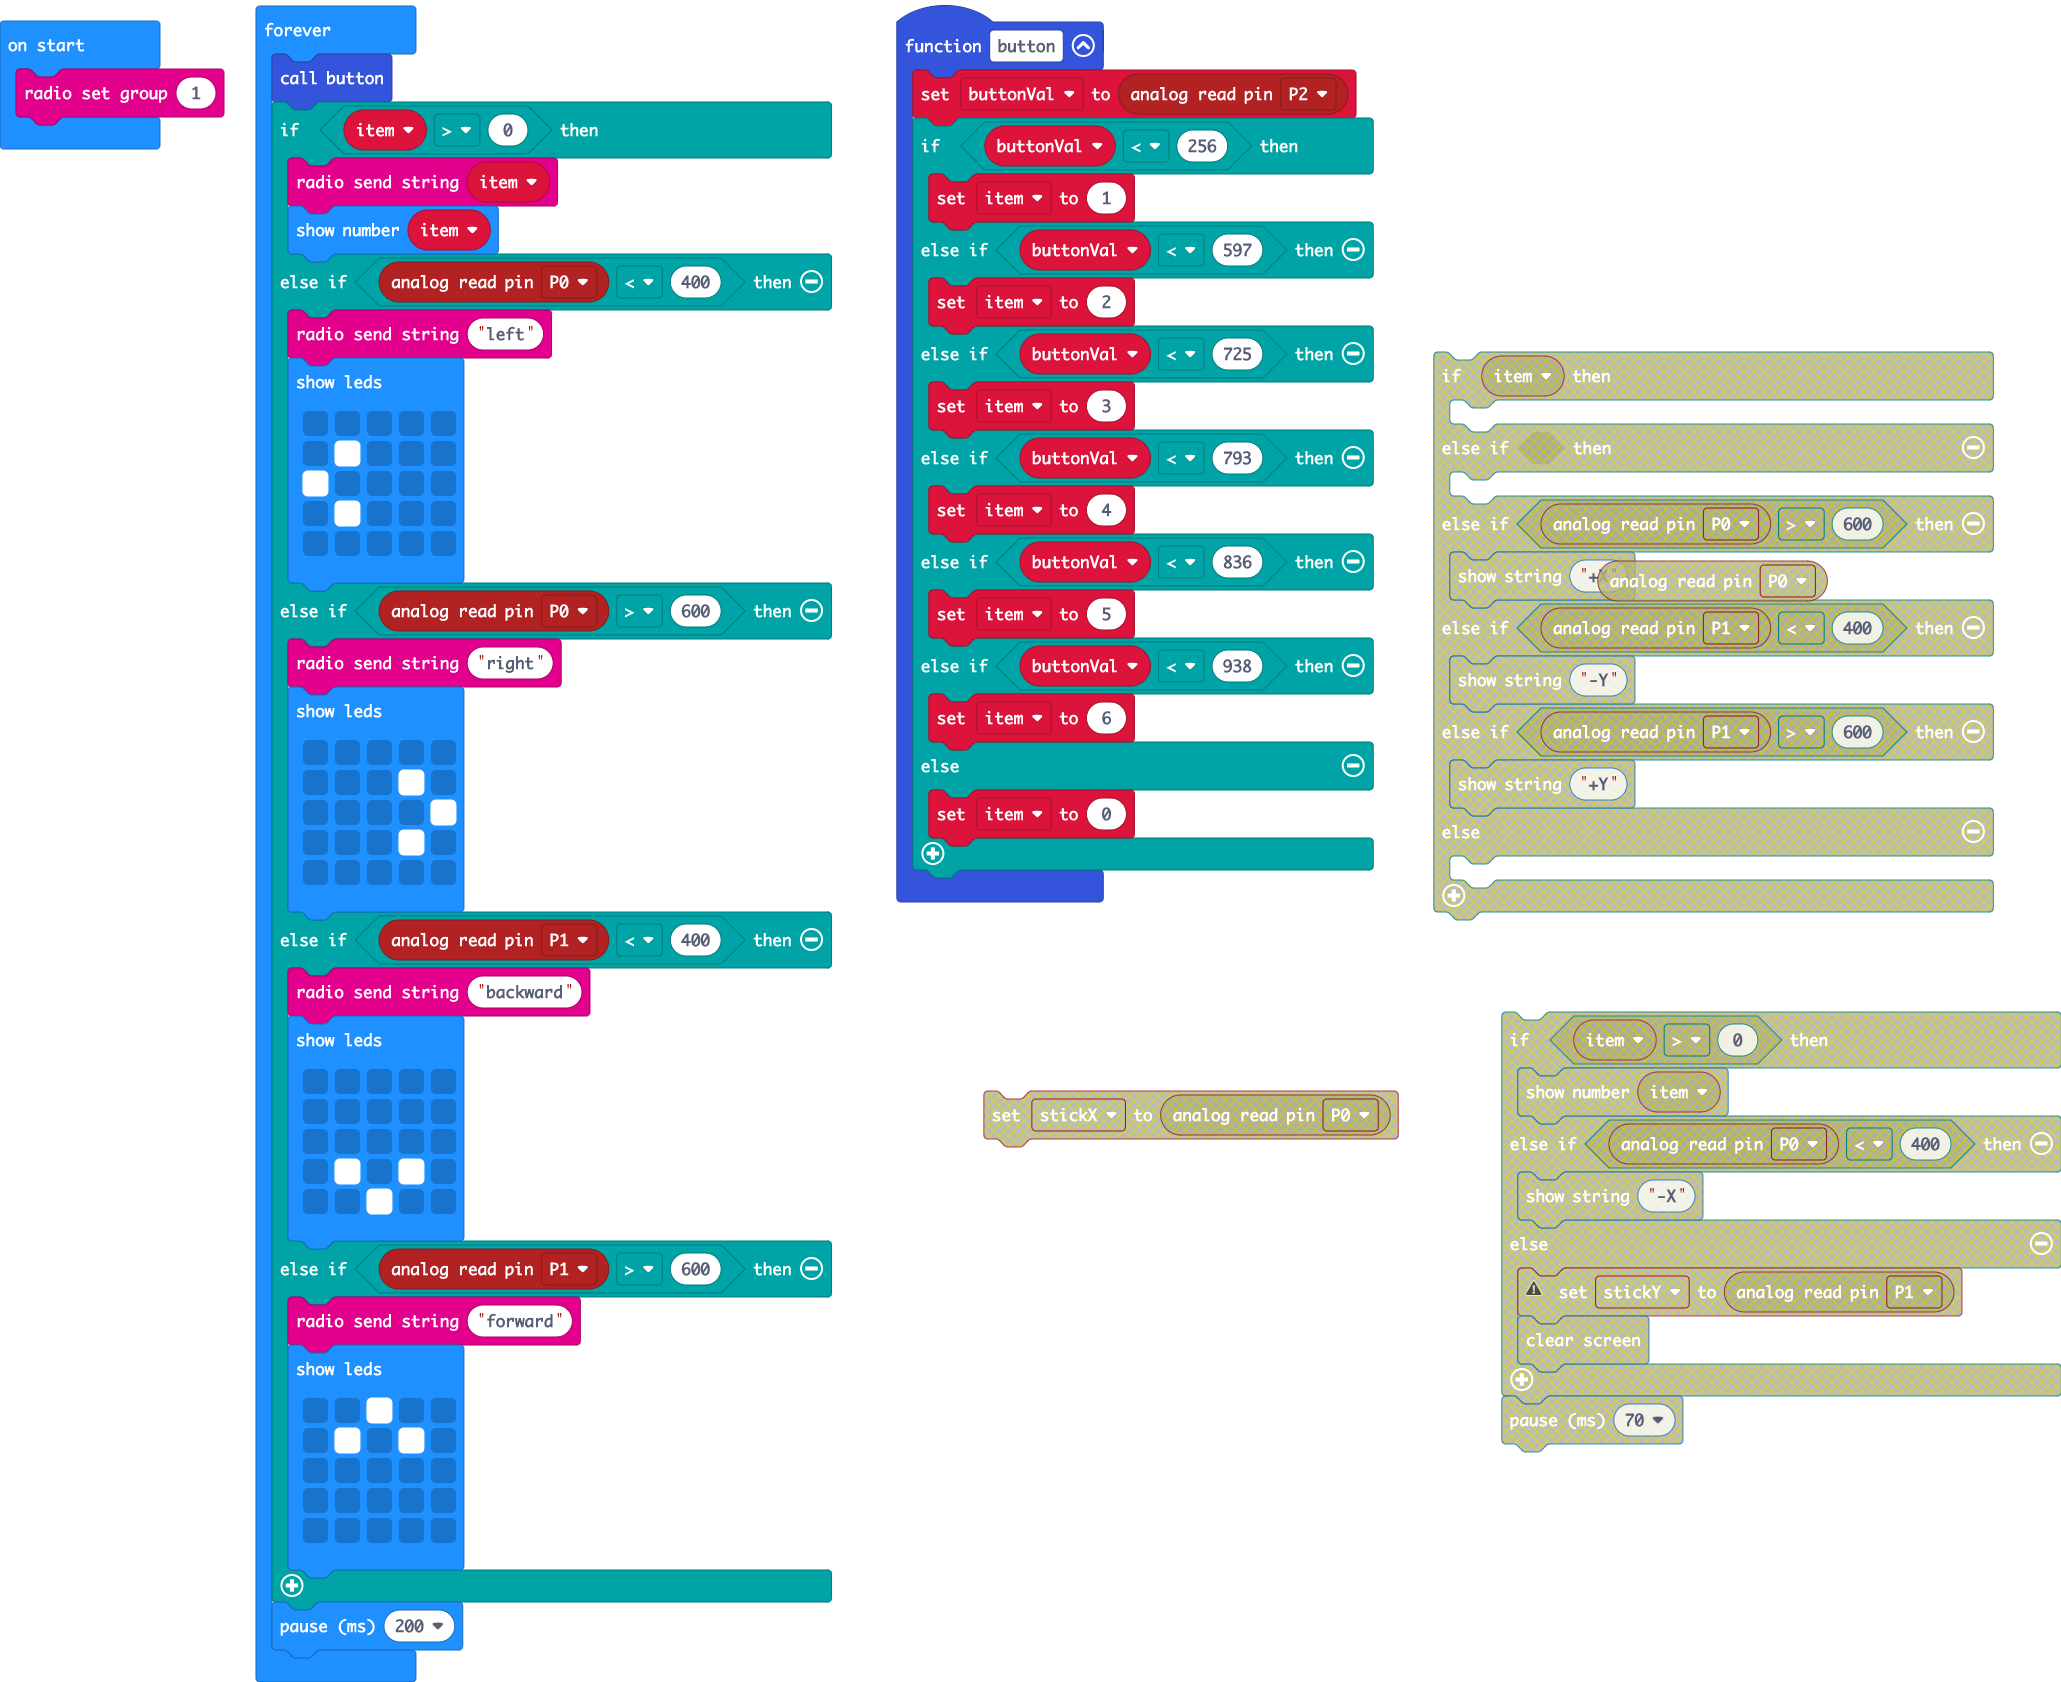 on start
radio set group 1
forever
call button
if item > 0 then
radio send string item
show number item
else if analog read pin P0 < 400 then
radio send string "left"
show leds
else if analog read pin P0 > 600 then
radio send string "right"
show leds
else if analog read pin P1 < 400 then
radio send string "backward"
show leds
else if analog read pin P1 > 600 then
radio send string "forward"
show leds
pause (ms) 200
function button
set buttonVal to analog read pin P2
if buttonVal < 256 then
set item to 1
else if buttonVal < 597 then
set item to 2
else if buttonVal < 725 then
set item to 3
else if buttonVal < 793 then
set item to 4
else if buttonVal < 836 then
set item to 5
else if buttonVal < 938 then
set item to 6
else
set item to 0
set stickX to analog read pin P0
if item then
else if then
else if analog read pin P0 > 600 then
show string "+X"
analog read pin P0
else if analog read pin P1 < 400 then
show string "-Y"
else if analog read pin P1 > 600 then
show string "+Y"
else
if item > 0 then
show number item
else if analog read pin P0 < 400 then
show string "-X"
else
set stickY to analog read pin P1
clear screen
pause (ms) 70